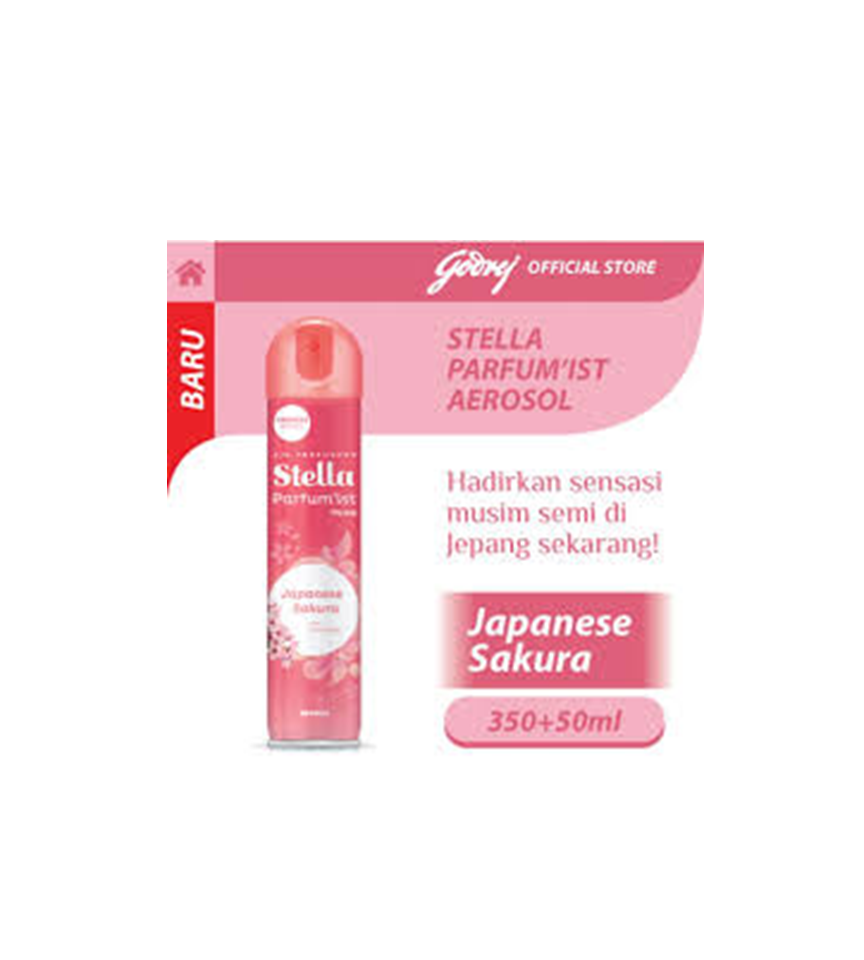 Godrej OFFICIAL STORE
BARU
STELLA
PARFUM'IST
AEROSOL
Stella
Parfum'ist
Japanese
Sakura
Hadirkan sensasi
musim semi di
Jepang sekarang!
Japanese
Sakura
350+50ml